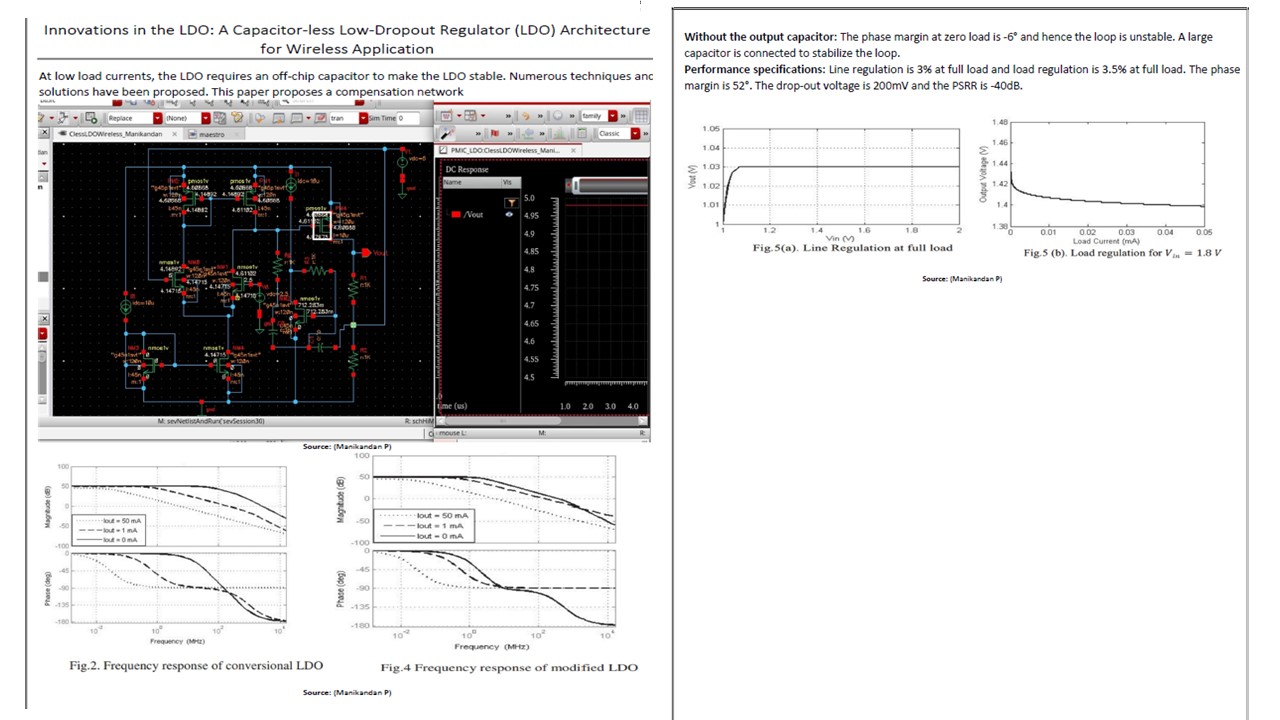 Innovations in the LDO: A Capacitor-less Low-Dropout Regulator (LDO) Architecture
for Wireless Application
At low load currents, the LDO requires an off-chip capacitor to make the LDO stable. Numerous techniques and
solutions have been proposed. This paper proposes a compensation network
Replace
(None)
tran
Sim Time 0
family
Classic
ClessLDOWireless_Manikandan
maestro
PMIC_LDO:ClessLDOWireless_Mani...
DC Response
Name
Vis
/Vout
5.0
4.95
4.9
4.85
4.8
4.75
4.7
4.65
4.6
4.55
4.5
time (us)
1.0 2.0 3.0 4.0
M: sevNetlistAndRun('sevSession30)
R: schHiM
mouse L:
M:
R:
Source: (Manikandan P)
100
50
0
-50
-100
Magnitude (dB)
Iout = 50 mA
Iout = 1 mA
Iout = 0 mA
0
-45
-90
-135
-180
Phase (deg)
10⁻² 10⁰ 10² 10⁴
Frequency (MHz)
Fig.2. Frequency response of conversional LDO
100
50
0
-50
-100
Magnitude (dB)
Iout = 50 mA
Iout = 1 mA
Iout = 0 mA
0
-45
-90
-135
-180
Phase (deg)
10⁻² 10⁰ 10² 10⁴
Frequency (MHz)
Fig.4 Frequency response of modified LDO
Source: (Manikandan P)
Without the output capacitor: The phase margin at zero load is -6° and hence the loop is unstable. A large
capacitor is connected to stabilize the loop.
Performance specifications: Line regulation is 3% at full load and load regulation is 3.5% at full load. The phase
margin is 52°. The drop-out voltage is 200mV and the PSRR is -40dB.
1.05
1.04
1.03
1.02
1.01
1
Vout (V)
1 1.2 1.4 1.6 1.8 2
Vin (V)
Fig.5(a). Line Regulation at full load
1.48
1.46
1.44
1.42
1.4
1.38
Output Voltage (V)
0 0.01 0.02 0.03 0.04 0.05
Load Current (mA)
Fig.5 (b). Load regulation for Vin = 1.8 V
Source: (Manikandan P)